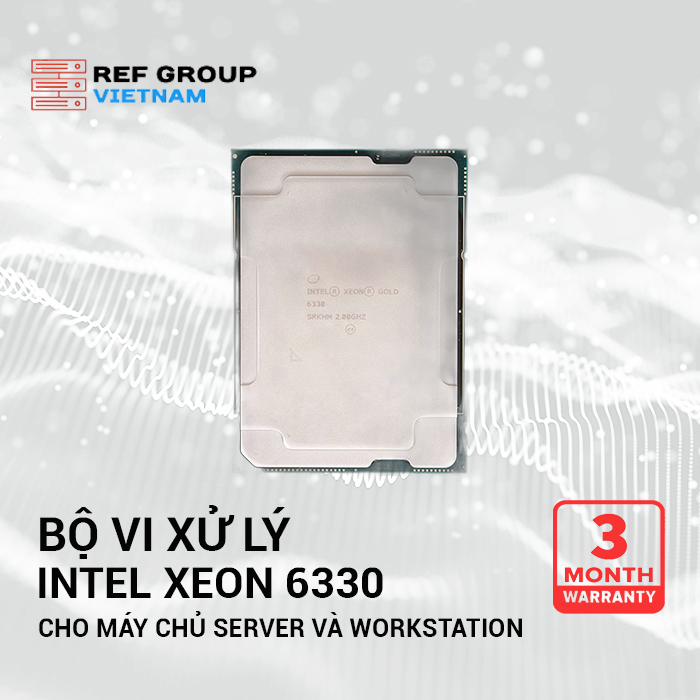 REF GROUP
VIETNAM
INTEL® XEON® GOLD
6330
SRKHM 2.00GHZ
BỘ VI XỬ LÝ
INTEL XEON 6330
CHO MÁY CHỦ SERVER VÀ WORKSTATION
3
MONTH
WARRANTY